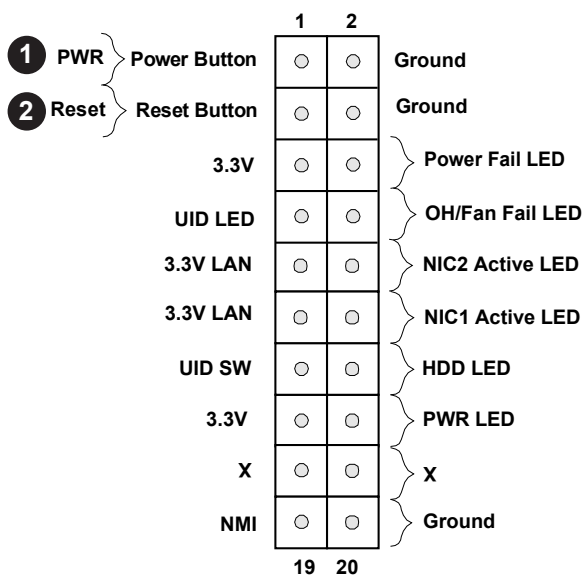 1 2
1 PWR Power Button Ground
2 Reset Reset Button Ground
3.3V Power Fail LED
UID LED OH/Fan Fail LED
3.3V LAN NIC2 Active LED
3.3V LAN NIC1 Active LED
UID SW HDD LED
3.3V PWR LED
X X
NMI Ground
19 20